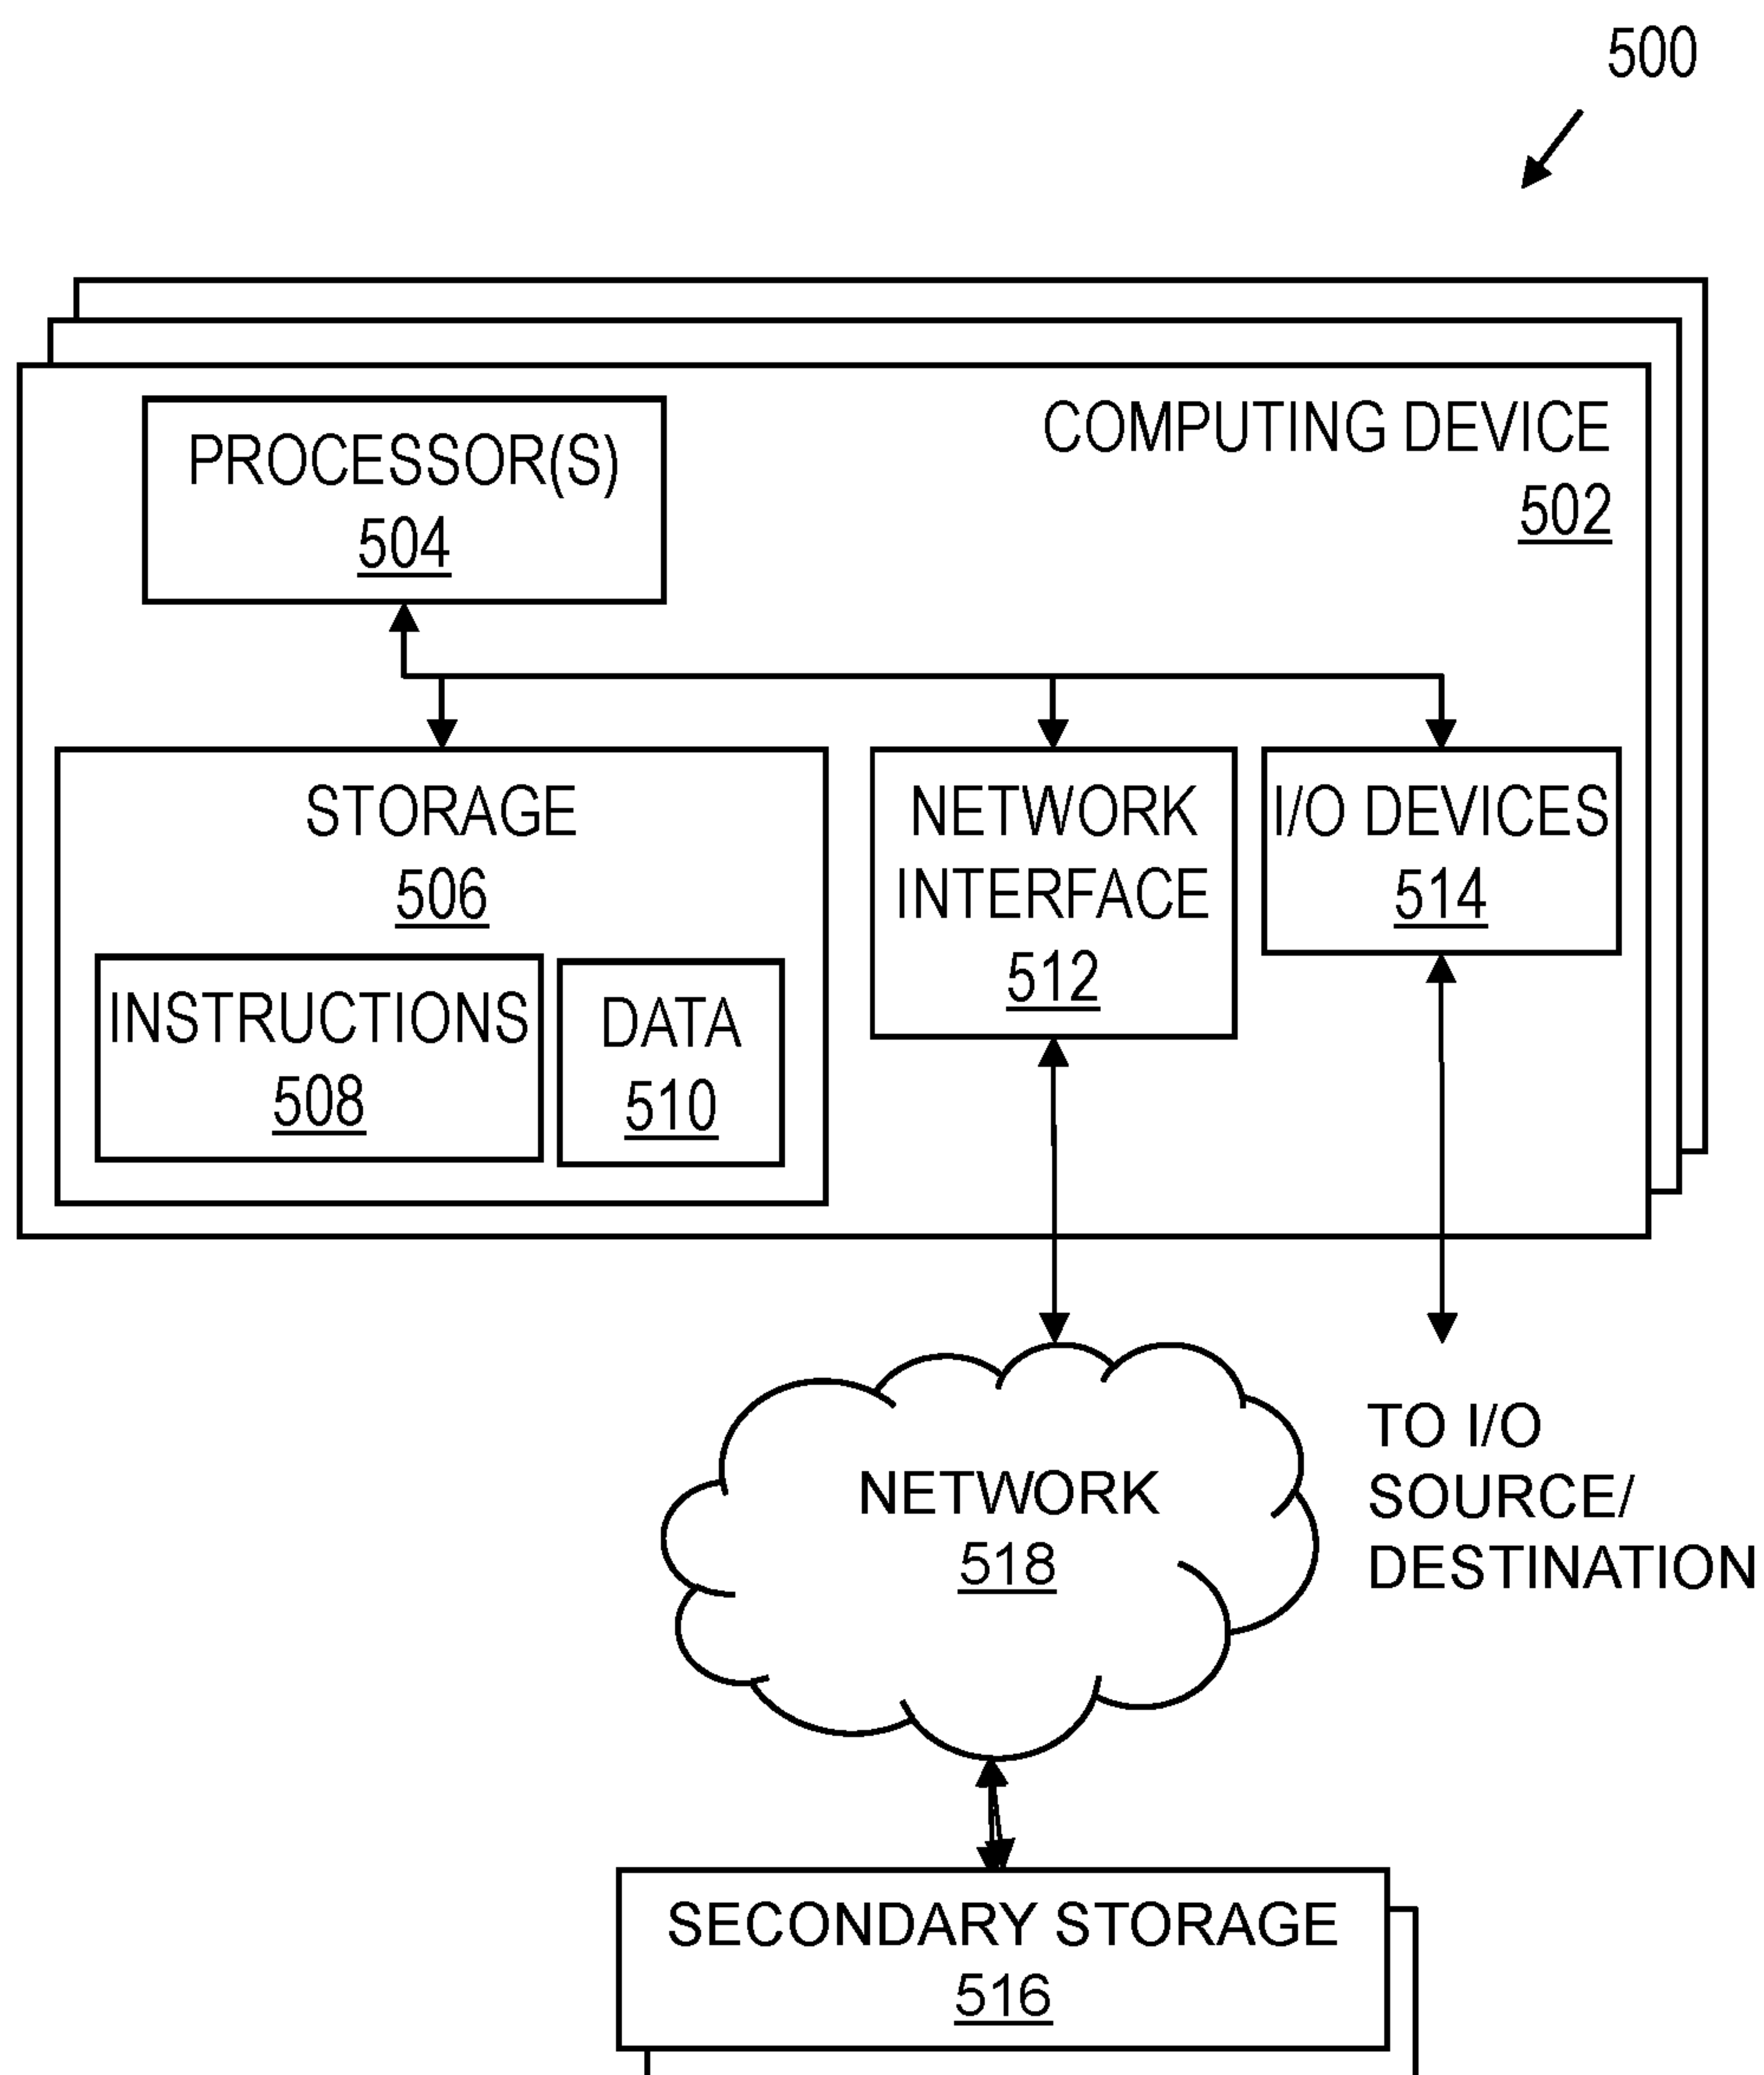 500
COMPUTING DEVICE
502
PROCESSOR(S)
504
STORAGE
506
INSTRUCTIONS
508
DATA
510
NETWORK
INTERFACE
512
I/O DEVICES
514
NETWORK
518
TO I/O
SOURCE/
DESTINATION
SECONDARY STORAGE
516